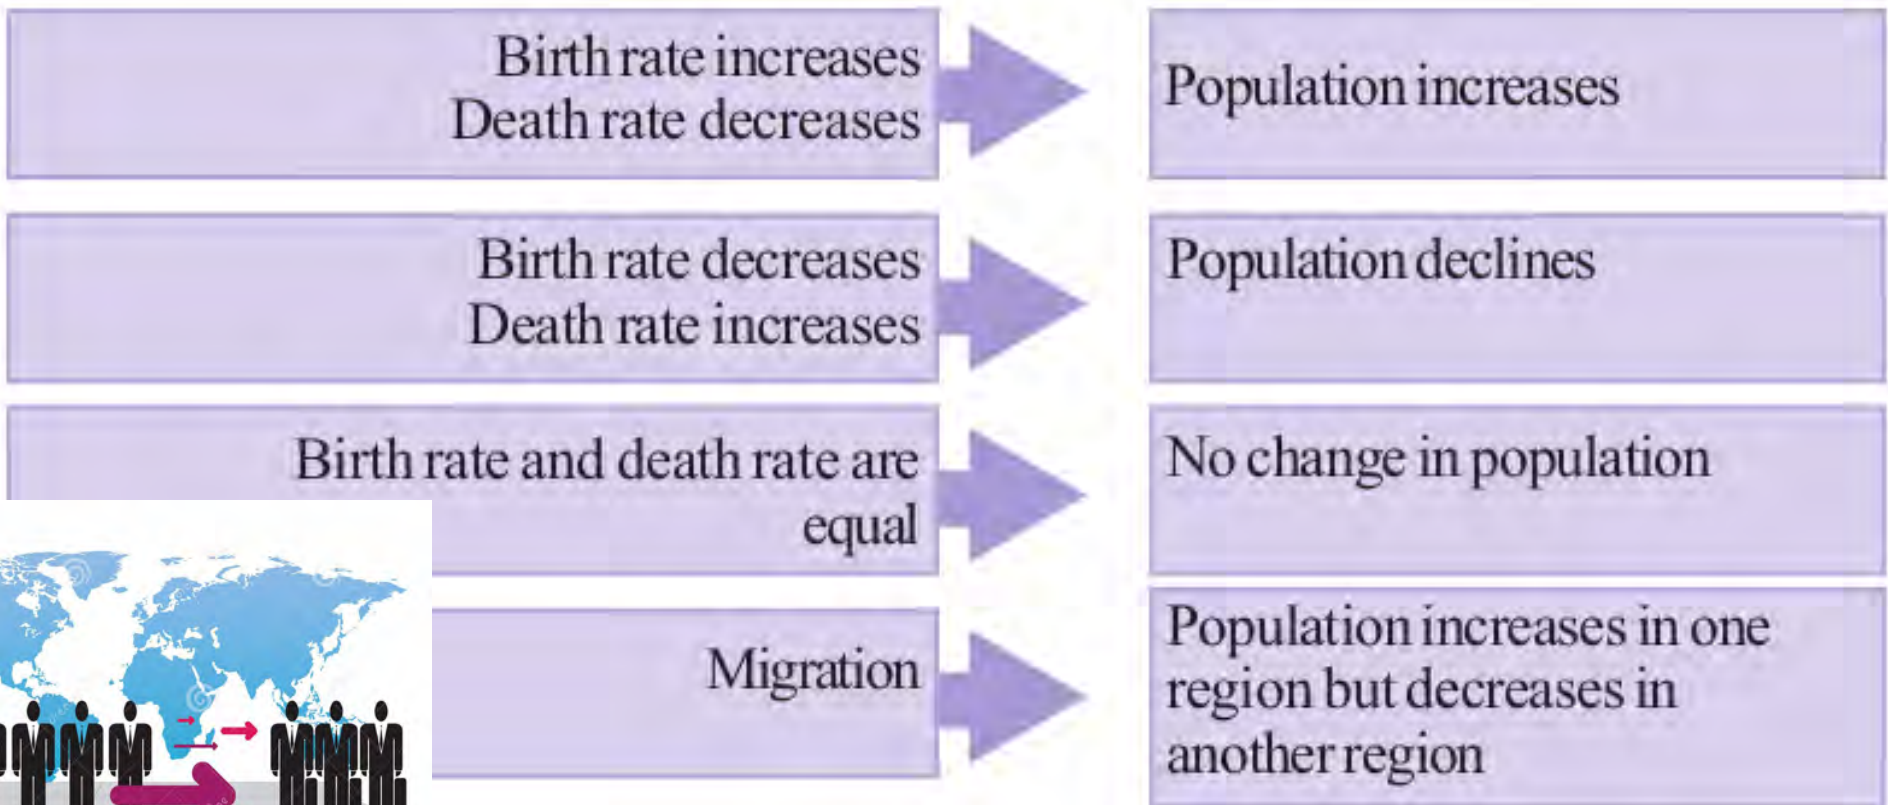 Birth rate increases
Death rate decreases
Population increases
Birth rate decreases
Death rate increases
Population declines
Birth rate and death rate are
equal
No change in population
Migration
Population increases in one
region but decreases in
another region